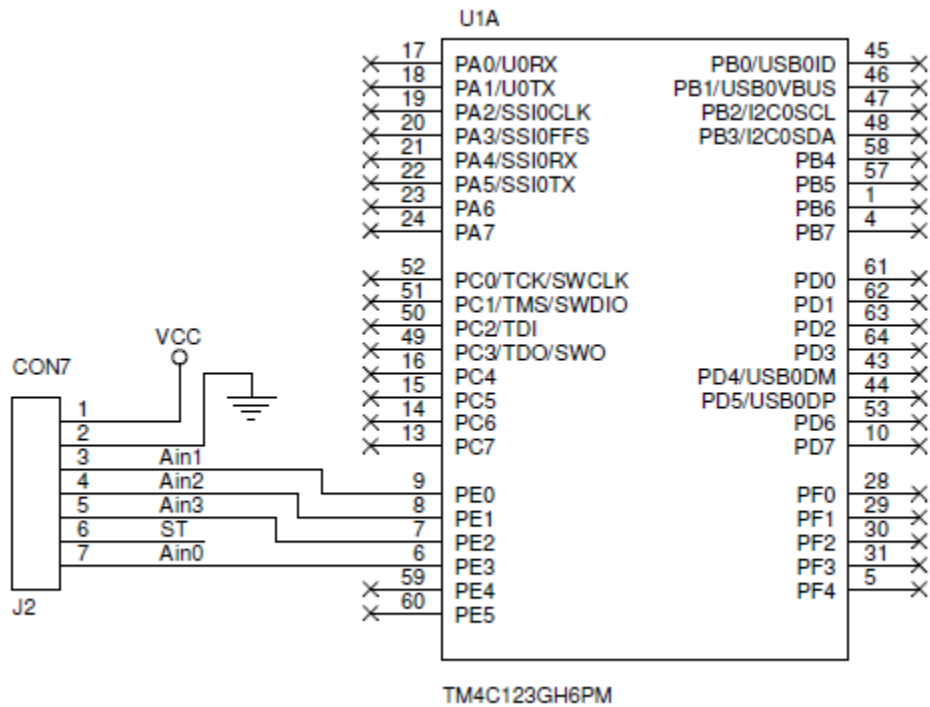 U1A
17 PA0/U0RX PB0/USB0ID 45
18 PA1/U0TX PB1/USB0VBUS 46
19 PA2/SSI0CLK PB2/I2C0SCL 47
20 PA3/SSI0FFS PB3/I2C0SDA 48
21 PA4/SSI0RX PB4 58
22 PA5/SSI0TX PB5 57
23 PA6 PB6 1
24 PA7 PB7 4
52 PC0/TCK/SWCLK PD0 61
51 PC1/TMS/SWDIO PD1 62
50 PC2/TDI PD2 63
49 PC3/TDO/SWO PD3 64
16 PC4 PD4/USB0DM 43
15 PC5 PD5/USB0DP 44
14 PC6 PD6 53
13 PC7 PD7 10
9 PE0 PF0 28
8 PE1 PF1 29
7 PE2 PF2 30
6 PE3 PF3 31
59 PE4 PF4 5
60 PE5
TM4C123GH6PM
VCC
CON7
1
2
3 Ain1
4 Ain2
5 Ain3
6 ST
7 Ain0
J2